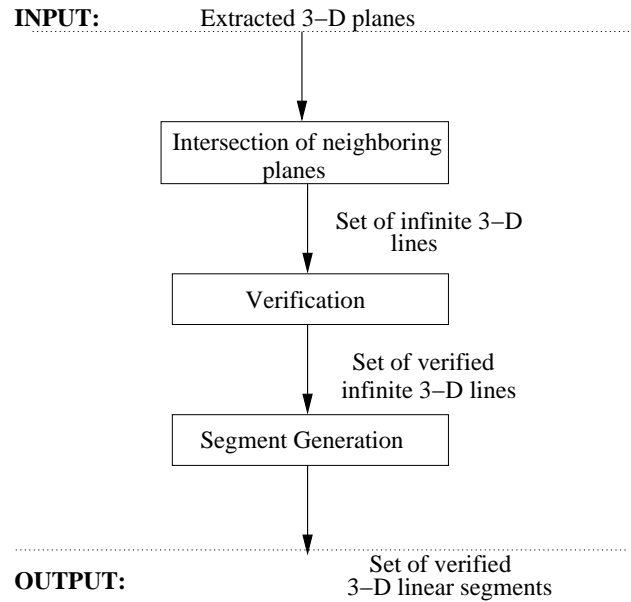 INPUT: Extracted 3–D planes
Intersection of neighboring
planes
Set of infinite 3–D
lines
Verification
Set of verified
infinite 3–D lines
Segment Generation
Set of verified
OUTPUT: 3–D linear segments